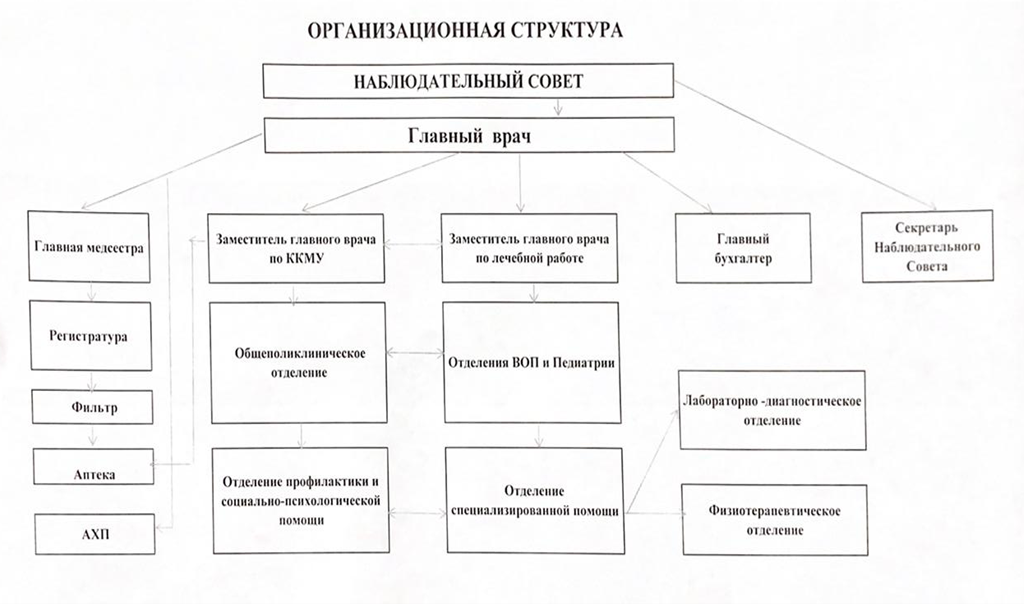 ОРГАНИЗАЦИОННАЯ СТРУКТУРА
НАБЛЮДАТЕЛЬНЫЙ СОВЕТ
Главный врач
Главная медсестра
Заместитель главного врача
по ККМУ
Заместитель главного врача
по лечебной работе
Главный
бухгалтер
Секретарь
Наблюдательного
Совета
Регистратура
Общеполиклиническое
отделение
Отделения ВОП и Педиатрии
Фильтр
Лабораторно -диагностическое
отделение
Аптека
Отделение профилактики и
социально-психологической
помощи
Отделение
специализированной помощи
Физиотерапевтическое
отделение
АХП